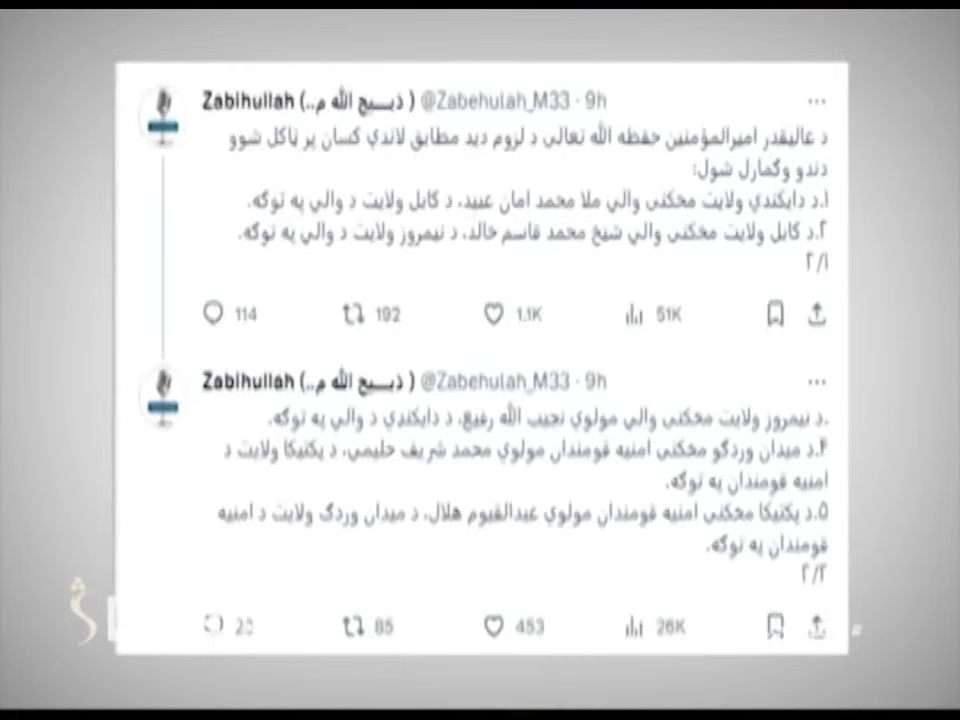 Zabihullah (..ذبـــیح الله م ) @Zabehulah_M33 · 9h
د عالیقدر امیرالمؤمنین حفظه الله تعالی د لزوم دید مطابق لاندې کسان پر ټاکل شوو
دندو وګمارل شول:
۱.د دایکندي ولایت مخکنی والي ملا محمد امان عبید، د کابل ولایت د والي په توګه.
۲.د کابل ولایت مخکنی والي شیخ محمد قاسم خالد، د نیمروز ولایت د والي په توګه.
۲/۱
114 192 1.1K 51K
Zabihullah (..ذبـــیح الله م ) @Zabehulah_M33 · 9h
.د نیمروز ولایت مخکنی والي مولوي نجیب الله رفیع، د دایکندي د والي په توګه.
۴.د میدان وردګو مخکنی امنیه قومندان مولوي محمد شریف حلیمي، د پکتیکا ولایت د
امنیه قومندان په توګه.
۵.د پکتیکا مخکنی امنیه قومندان مولوي عبدالقیوم هلال، د میدان وردګ ولایت د امنیه
قومندان په توګه.
۲/۲
85 453 26K